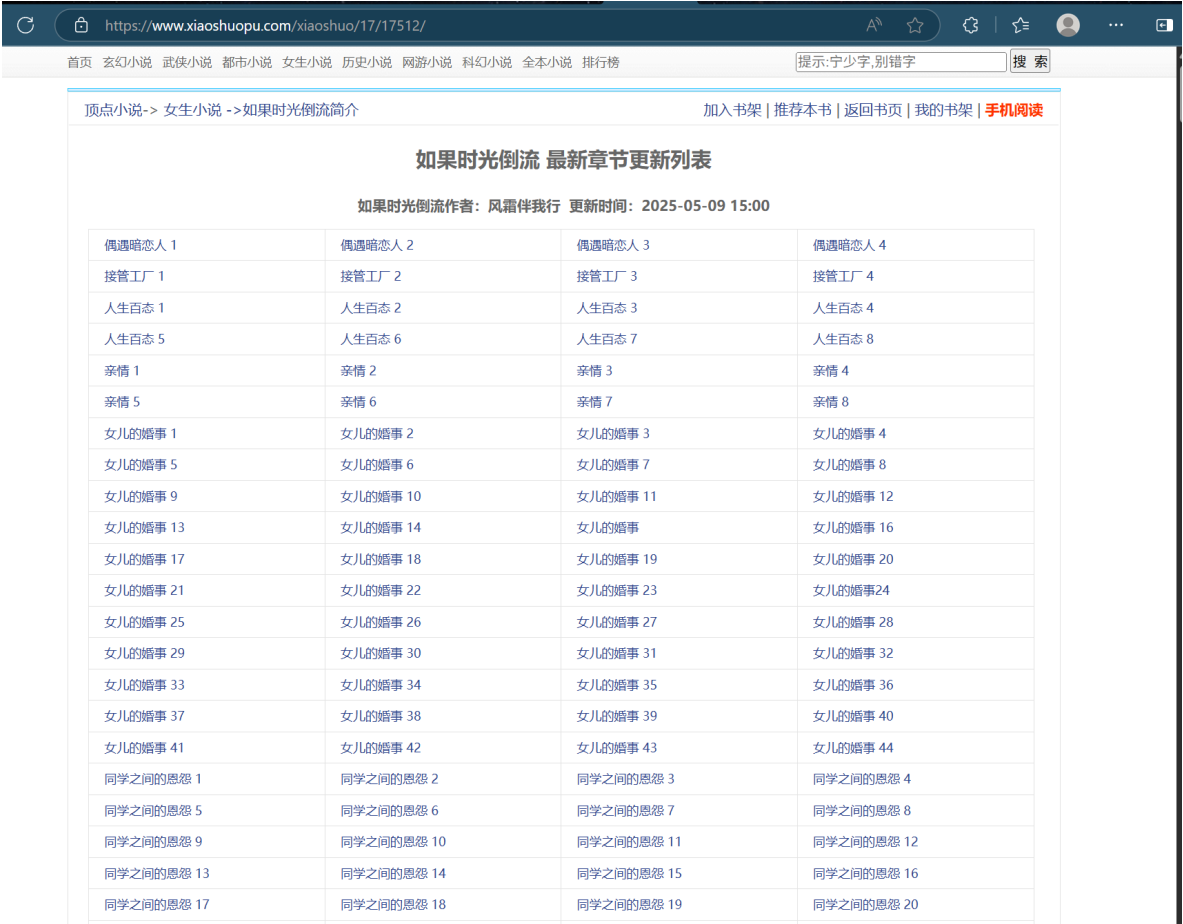 https://www.xiaoshuopu.com/xiaoshuo/17/17512/
首页 玄幻小说 武侠小说 都市小说 女生小说 历史小说 网游小说 科幻小说 全本小说 排行榜 提示:宁少字,别错字 搜 索
顶点小说-> 女生小说 ->如果时光倒流简介 加入书架 | 推荐本书 | 返回书页 | 我的书架 | 手机阅读
如果时光倒流 最新章节更新列表
如果时光倒流作者：风霜伴我行 更新时间：2025-05-09 15:00
偶遇暗恋人 1 偶遇暗恋人 2 偶遇暗恋人 3 偶遇暗恋人 4
接管工厂 1 接管工厂 2 接管工厂 3 接管工厂 4
人生百态 1 人生百态 2 人生百态 3 人生百态 4
人生百态 5 人生百态 6 人生百态 7 人生百态 8
亲情 1 亲情 2 亲情 3 亲情 4
亲情 5 亲情 6 亲情 7 亲情 8
女儿的婚事 1 女儿的婚事 2 女儿的婚事 3 女儿的婚事 4
女儿的婚事 5 女儿的婚事 6 女儿的婚事 7 女儿的婚事 8
女儿的婚事 9 女儿的婚事 10 女儿的婚事 11 女儿的婚事 12
女儿的婚事 13 女儿的婚事 14 女儿的婚事 女儿的婚事 16
女儿的婚事 17 女儿的婚事 18 女儿的婚事 19 女儿的婚事 20
女儿的婚事 21 女儿的婚事 22 女儿的婚事 23 女儿的婚事24
女儿的婚事 25 女儿的婚事 26 女儿的婚事 27 女儿的婚事 28
女儿的婚事 29 女儿的婚事 30 女儿的婚事 31 女儿的婚事 32
女儿的婚事 33 女儿的婚事 34 女儿的婚事 35 女儿的婚事 36
女儿的婚事 37 女儿的婚事 38 女儿的婚事 39 女儿的婚事 40
女儿的婚事 41 女儿的婚事 42 女儿的婚事 43 女儿的婚事 44
同学之间的恩怨 1 同学之间的恩怨 2 同学之间的恩怨 3 同学之间的恩怨 4
同学之间的恩怨 5 同学之间的恩怨 6 同学之间的恩怨 7 同学之间的恩怨 8
同学之间的恩怨 9 同学之间的恩怨 10 同学之间的恩怨 11 同学之间的恩怨 12
同学之间的恩怨 13 同学之间的恩怨 14 同学之间的恩怨 15 同学之间的恩怨 16
同学之间的恩怨 17 同学之间的恩怨 18 同学之间的恩怨 19 同学之间的恩怨 20